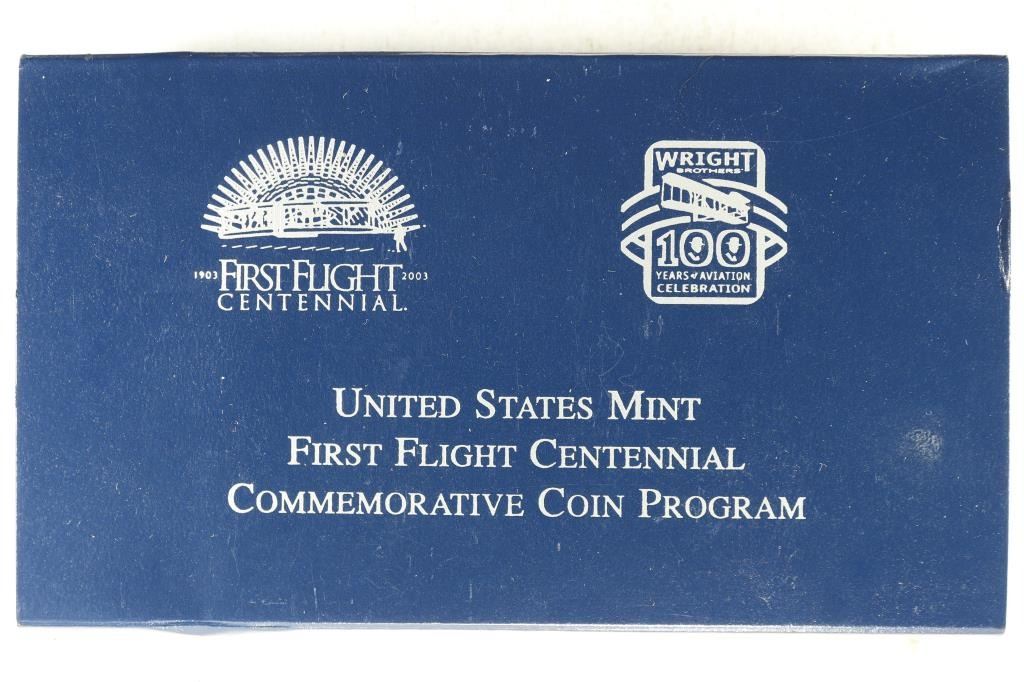 1903 FIRST FLIGHT 2003
CENTENNIAL.
WRIGHT
BROTHERS
100
YEARS of AVIATION
CELEBRATION
UNITED STATES MINT
FIRST FLIGHT CENTENNIAL
COMMEMORATIVE COIN PROGRAM